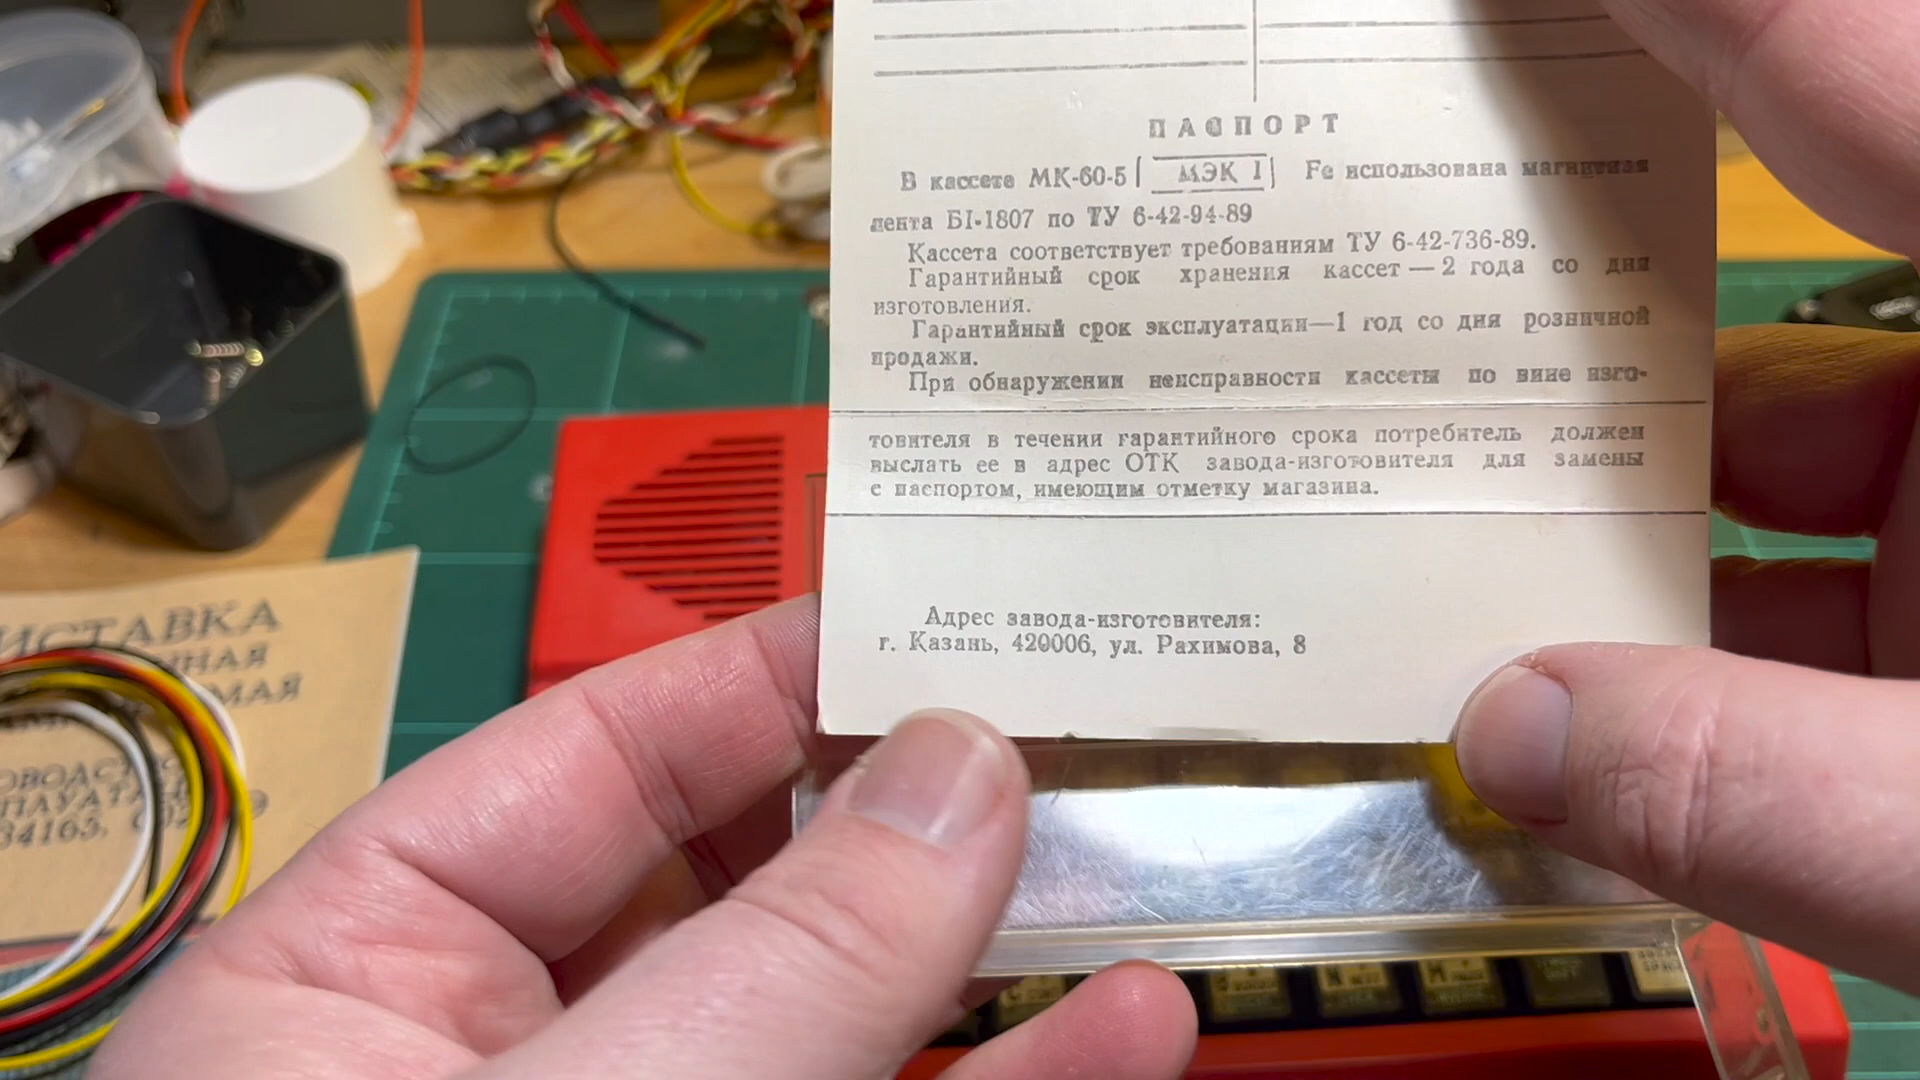 ПАСПОРТ
В кассете МК-60-5 ( МЭК I ) Fe использована магнитная
лента БI-1807 по ТУ 6-42-94-89
Кассета соответствует требованиям ТУ 6-42-736-89.
Гарантийный срок хранения кассет — 2 года со дня
изготовления.
Гарантийный срок эксплуатации—1 год со дня розничной
продажи.
При обнаружении неисправности кассеты по вине изго-
товителя в течении гарантийного срока потребитель должен
выслать ее в адрес ОТК завода-изготовителя для замены
с паспортом, имеющим отметку магазина.
Адрес завода-изготовителя:
г. Казань, 420006, ул. Рахимова, 8
ИСТАВКА
ННАЯ
МАЯ
34163.